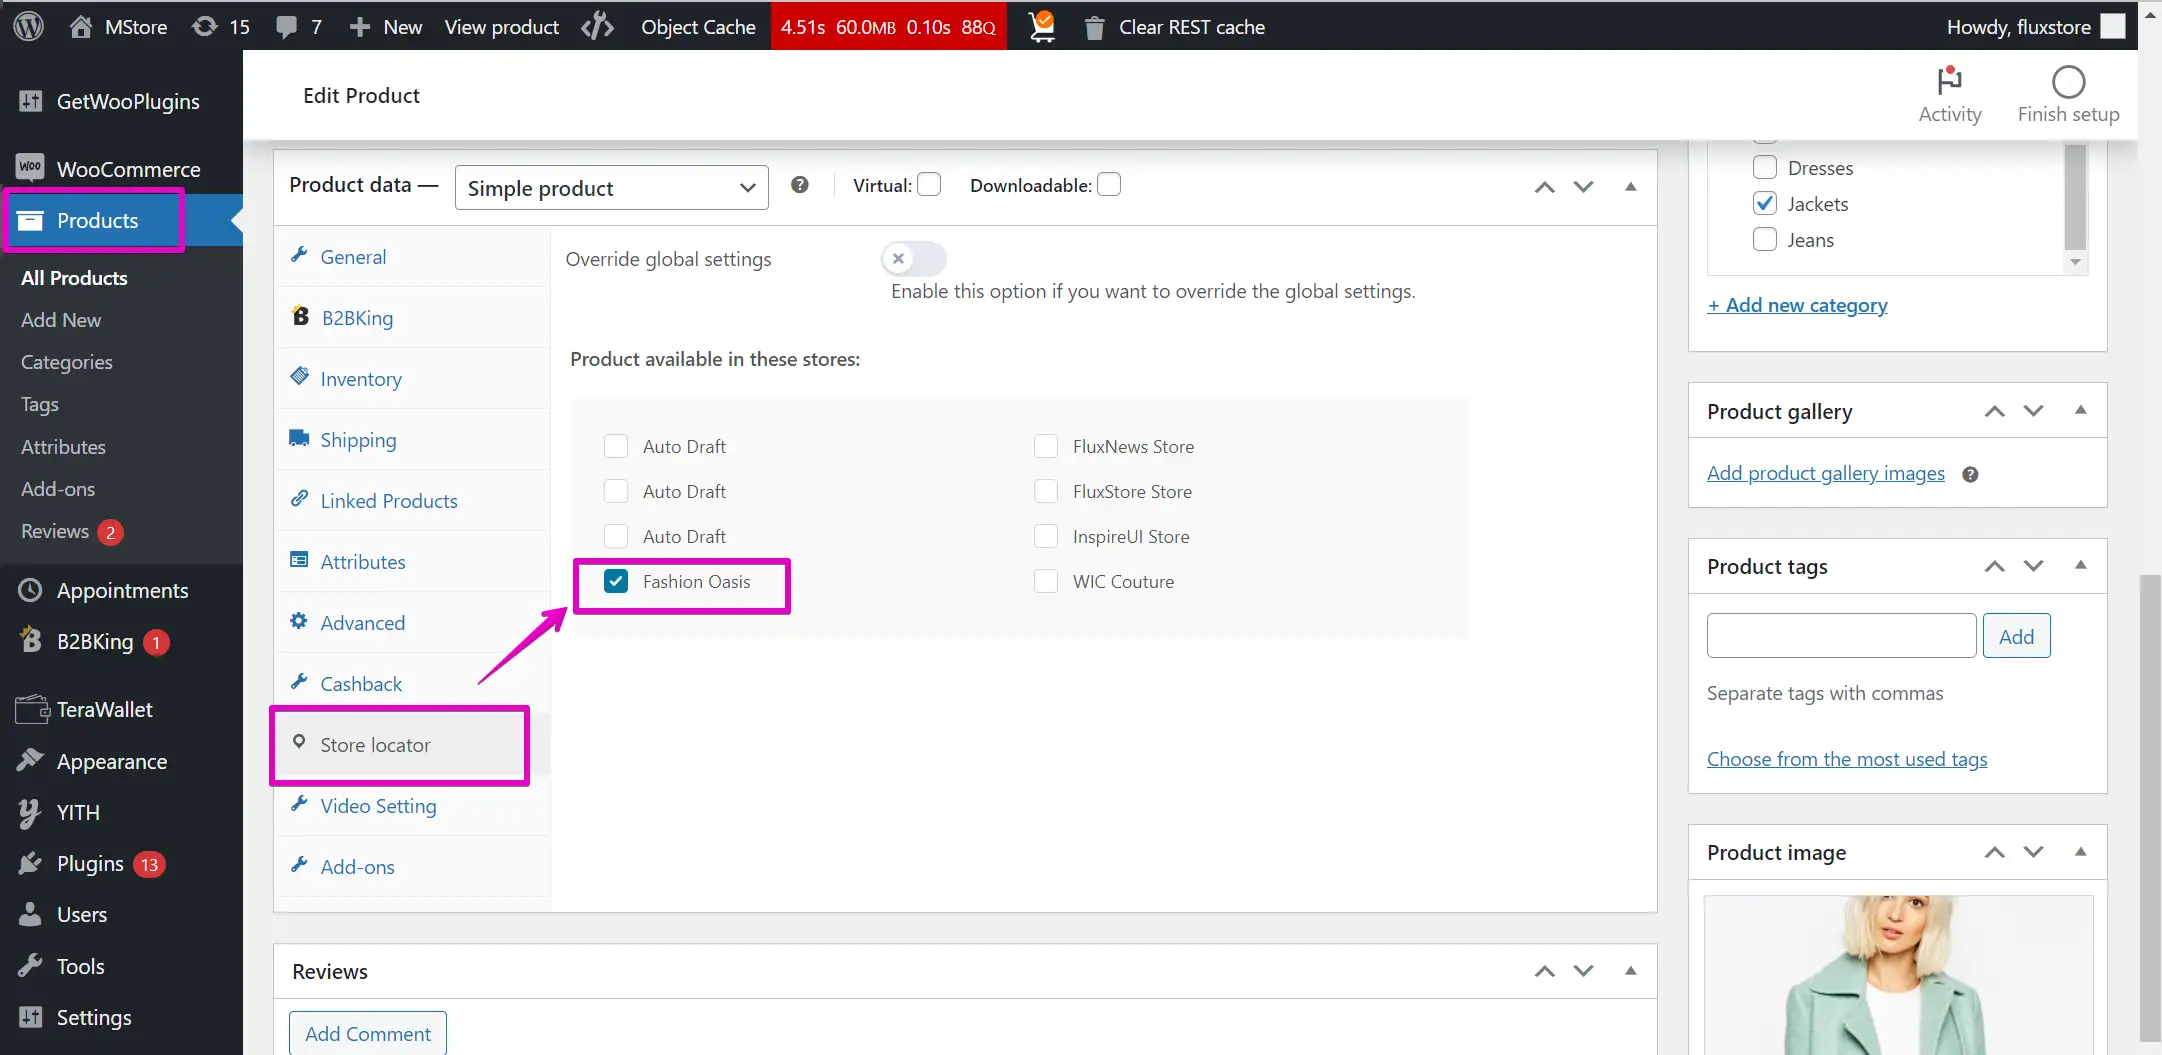 MStore 15 7 New View product Object Cache 4.51s 60.0MB 0.10s 88Q Clear REST cache Howdy, fluxstore
GetWooPlugins
WooCommerce
Products
All Products
Add New
Categories
Tags
Attributes
Add-ons
Reviews 2
Appointments
B2BKing 1
TeraWallet
Appearance
YITH
Plugins 13
Users
Tools
Settings
Edit Product
Activity
Finish setup
Product data — Simple product Virtual: Downloadable:
General
B2BKing
Inventory
Shipping
Linked Products
Attributes
Advanced
Cashback
Store locator
Video Setting
Add-ons
Override global settings
Enable this option if you want to override the global settings.
Product available in these stores:
Auto Draft
Auto Draft
Auto Draft
Fashion Oasis
FluxNews Store
FluxStore Store
InspireUI Store
WIC Couture
Reviews
Add Comment
Dresses
Jackets
Jeans
+ Add new category
Product gallery
Add product gallery images
Product tags
Add
Separate tags with commas
Choose from the most used tags
Product image